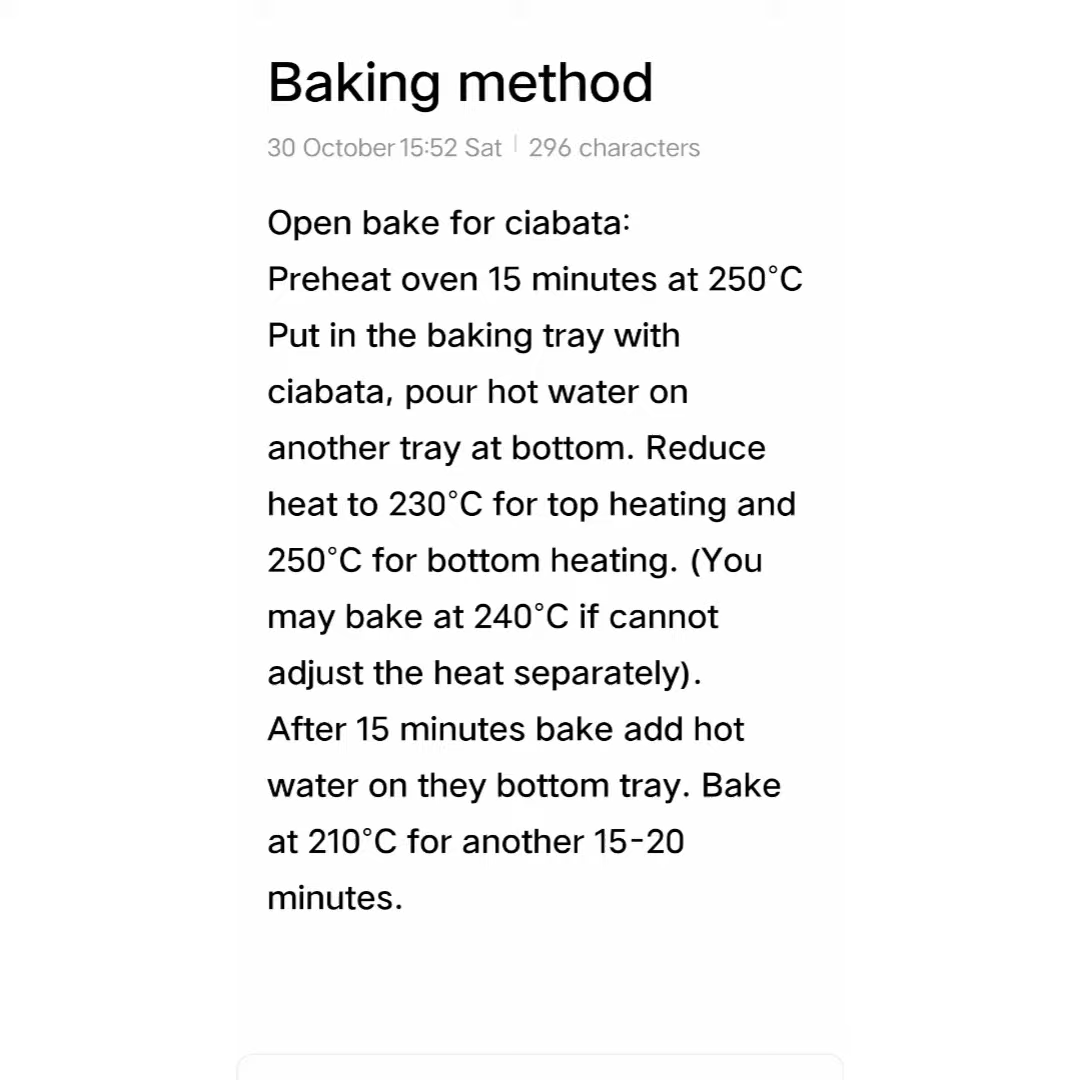 Baking method
30 October 15:52 Sat | 296 characters
Open bake for ciabata:
Preheat oven 15 minutes at 250°C
Put in the baking tray with
ciabata, pour hot water on
another tray at bottom. Reduce
heat to 230°C for top heating and
250°C for bottom heating. (You
may bake at 240°C if cannot
adjust the heat separately).
After 15 minutes bake add hot
water on they bottom tray. Bake
at 210°C for another 15-20
minutes.